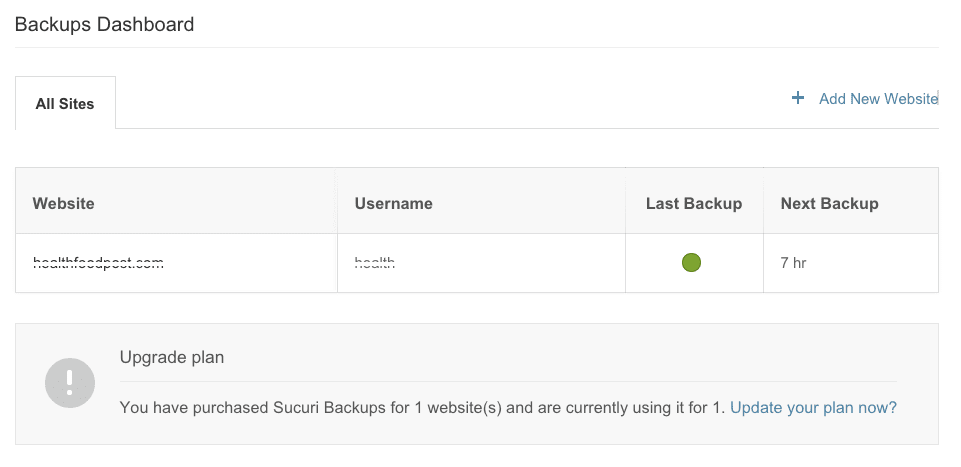 Backups Dashboard
All Sites
+ Add New Website
Website Username Last Backup Next Backup
healthfeedpost.com health 7 hr
Upgrade plan
You have purchased Sucuri Backups for 1 website(s) and are currently using it for 1. Update your plan now?